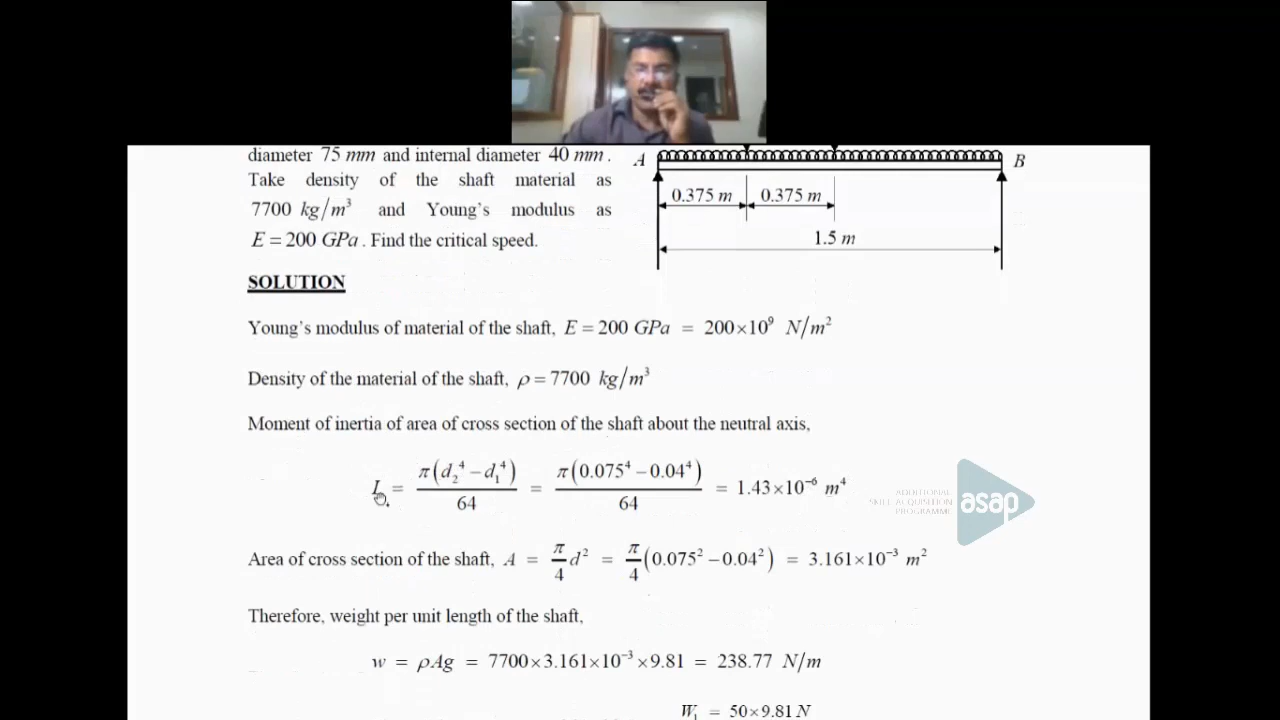 diameter 75 mm and internal diameter 40 mm.
Take density of the shaft material as
7700 kg/m³ and Young's modulus as
E = 200 GPa. Find the critical speed.
A
B
0.375 m
0.375 m
1.5 m
SOLUTION
Young's modulus of material of the shaft, E = 200 GPa = 200×10⁹ N/m²
Density of the material of the shaft, ρ = 7700 kg/m³
Moment of inertia of area of cross section of the shaft about the neutral axis,
I = π(d₂⁴ − d₁⁴)/64 = π(0.075⁴ − 0.04⁴)/64 = 1.43×10⁻⁶ m⁴
ADDITIONAL
SKILL ACQUISITION
PROGRAMME
asap
Area of cross section of the shaft, A = π/4 d² = π/4 (0.075² − 0.04²) = 3.161×10⁻³ m²
Therefore, weight per unit length of the shaft,
w = ρAg = 7700×3.161×10⁻³×9.81 = 238.77 N/m
W₁ = 50×9.81 N